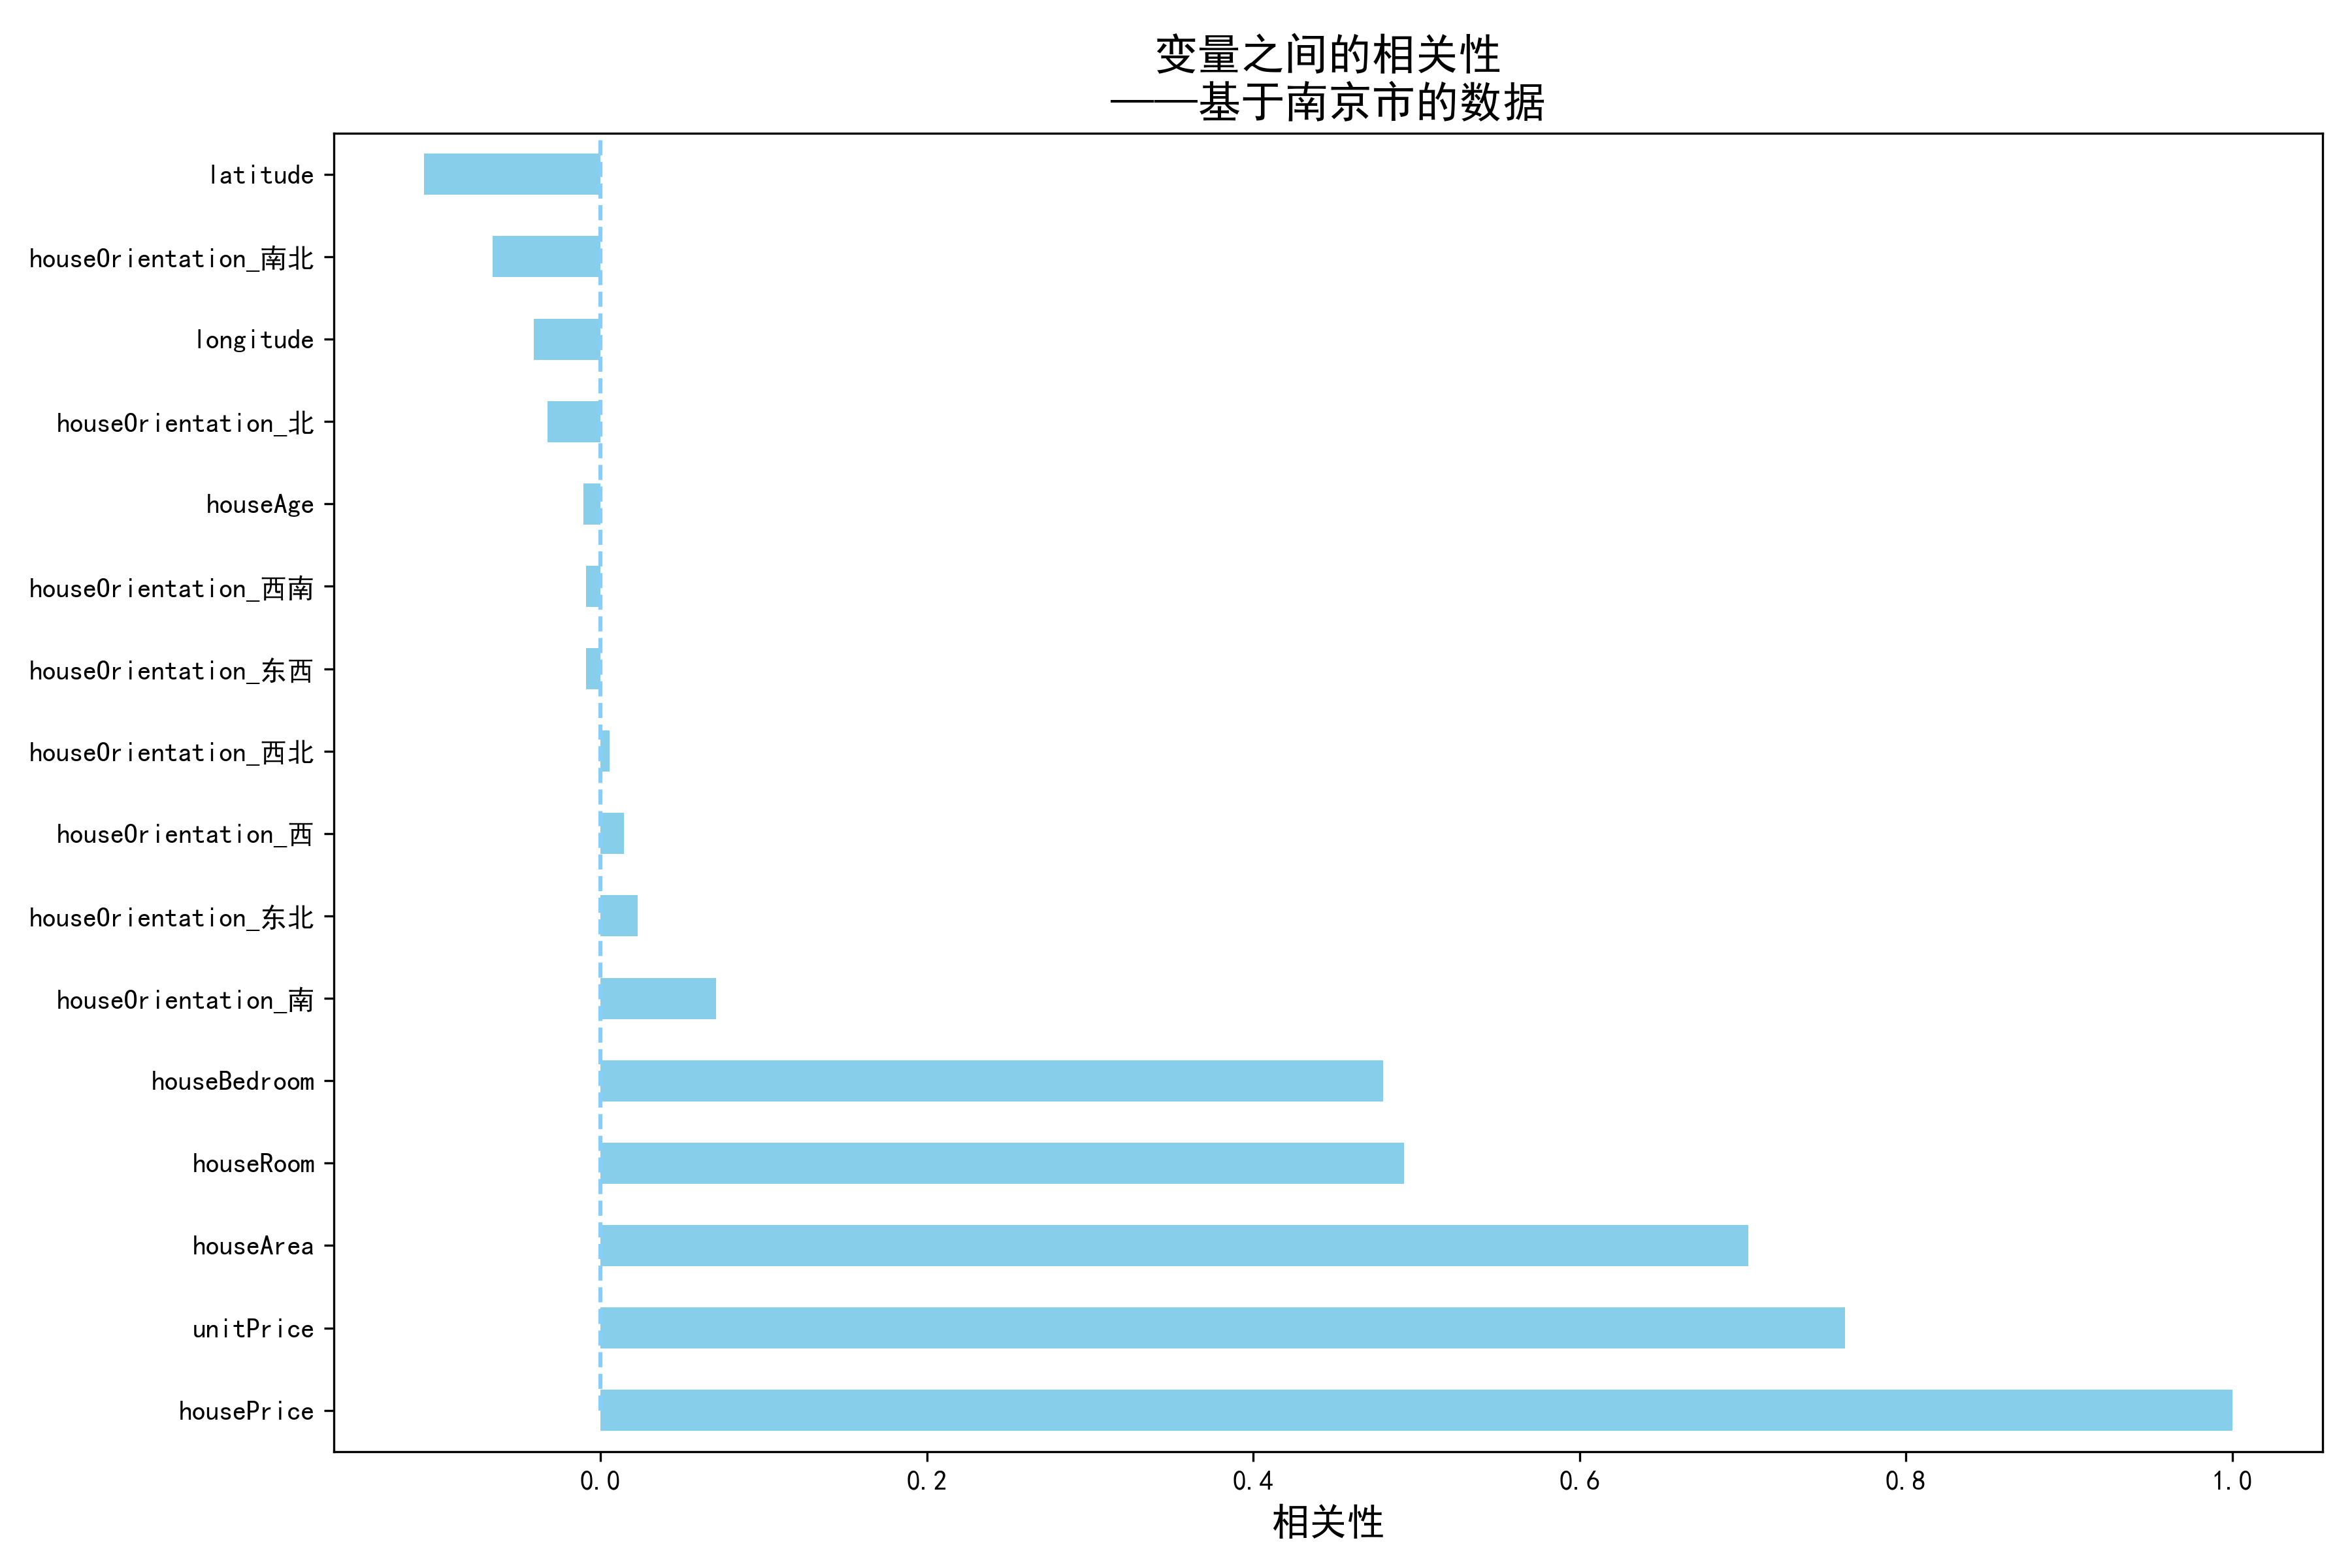 变量之间的相关性
——基于南京市的数据
latitude
houseOrientation_南北
longitude
houseOrientation_北
houseAge
houseOrientation_西南
houseOrientation_东西
houseOrientation_西北
houseOrientation_西
houseOrientation_东北
houseOrientation_南
houseBedroom
houseRoom
houseArea
unitPrice
housePrice
0.0 0.2 0.4 0.6 0.8 1.0
相关性